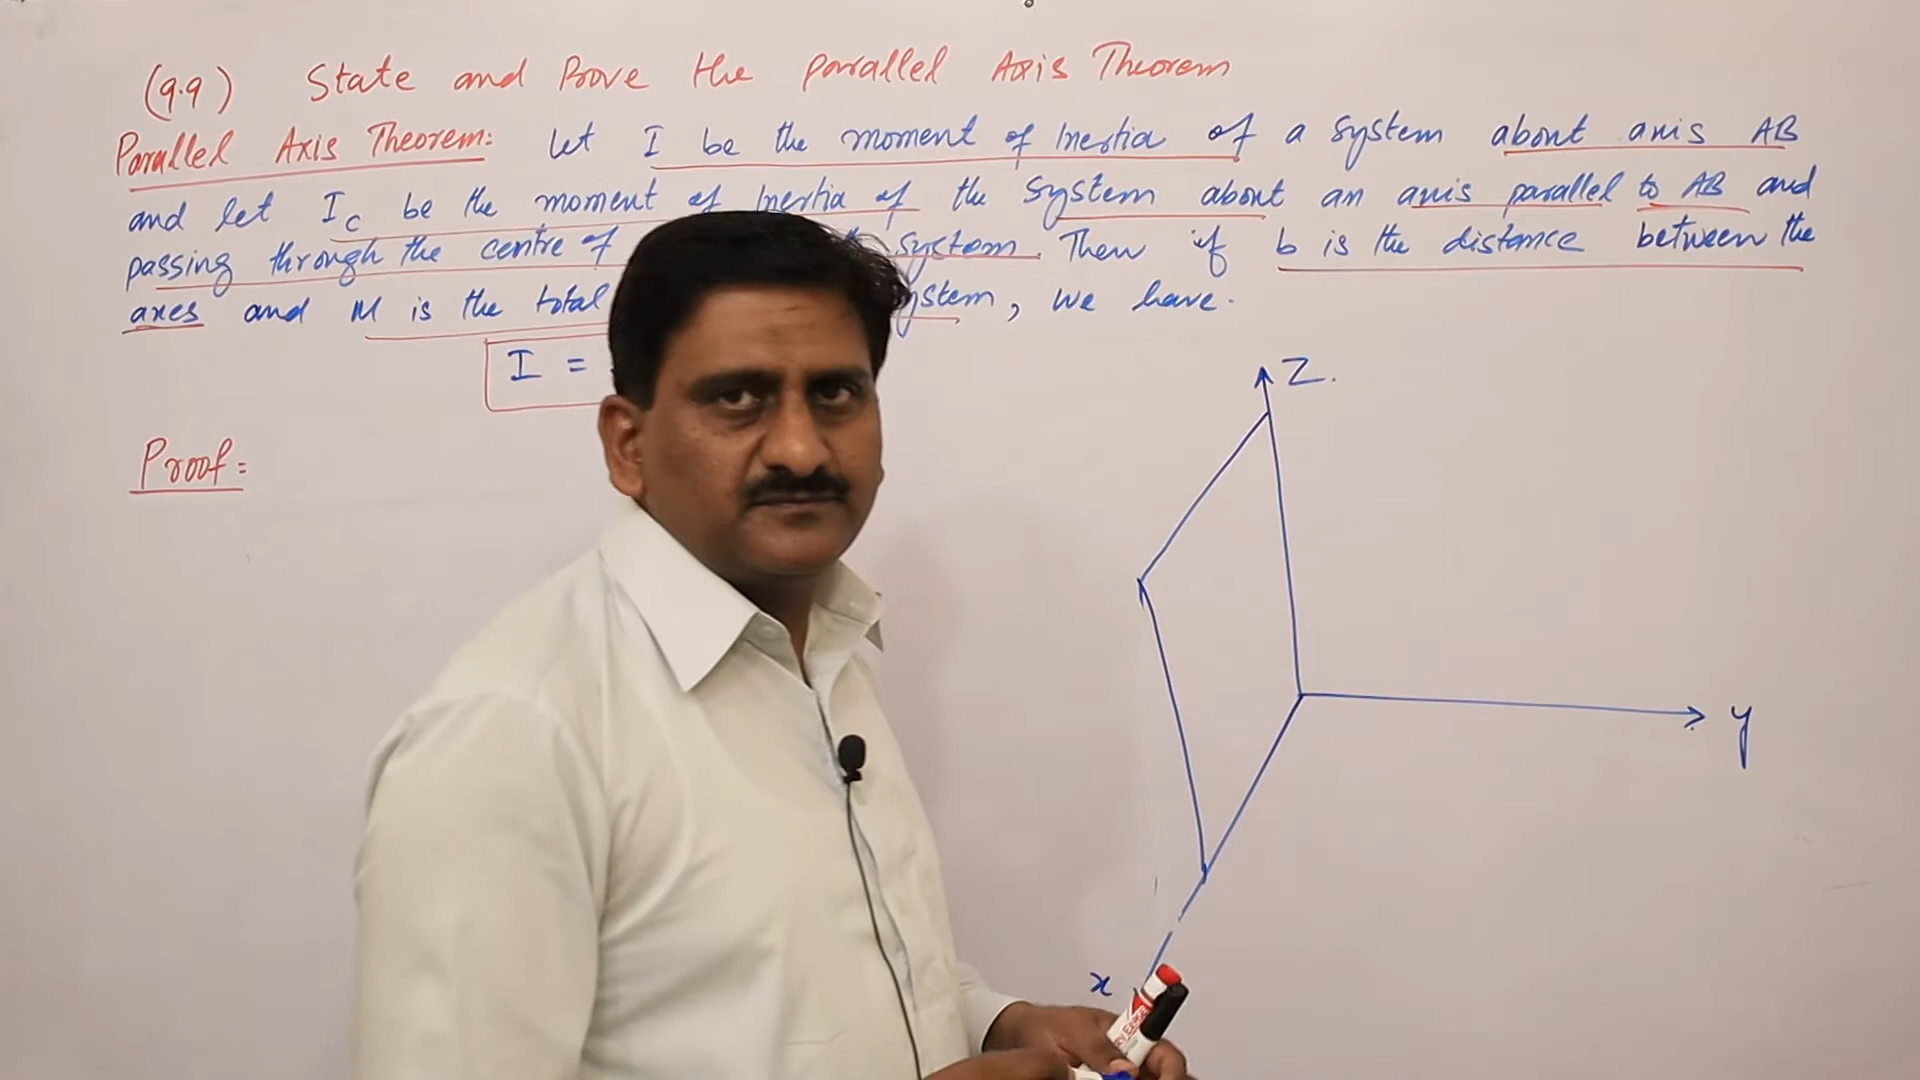 (9.9) State and Prove the parallel Axis Theorem
Parallel Axis Theorem: Let I be the moment of Inertia of a system about axis AB
and let Ic be the moment of Inertia of the system about an axis parallel to AB and
passing through the centre of system. Then if b is the distance between the
axes and M is the total system, we have.
I =
Z.
Proof:
y
x